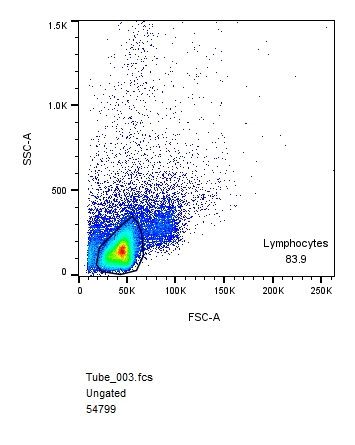 1.5K
1.0K
500
0
SSC-A
Lymphocytes
83.9
0 50K 100K 150K 200K 250K
FSC-A
Tube_003.fcs
Ungated
54799